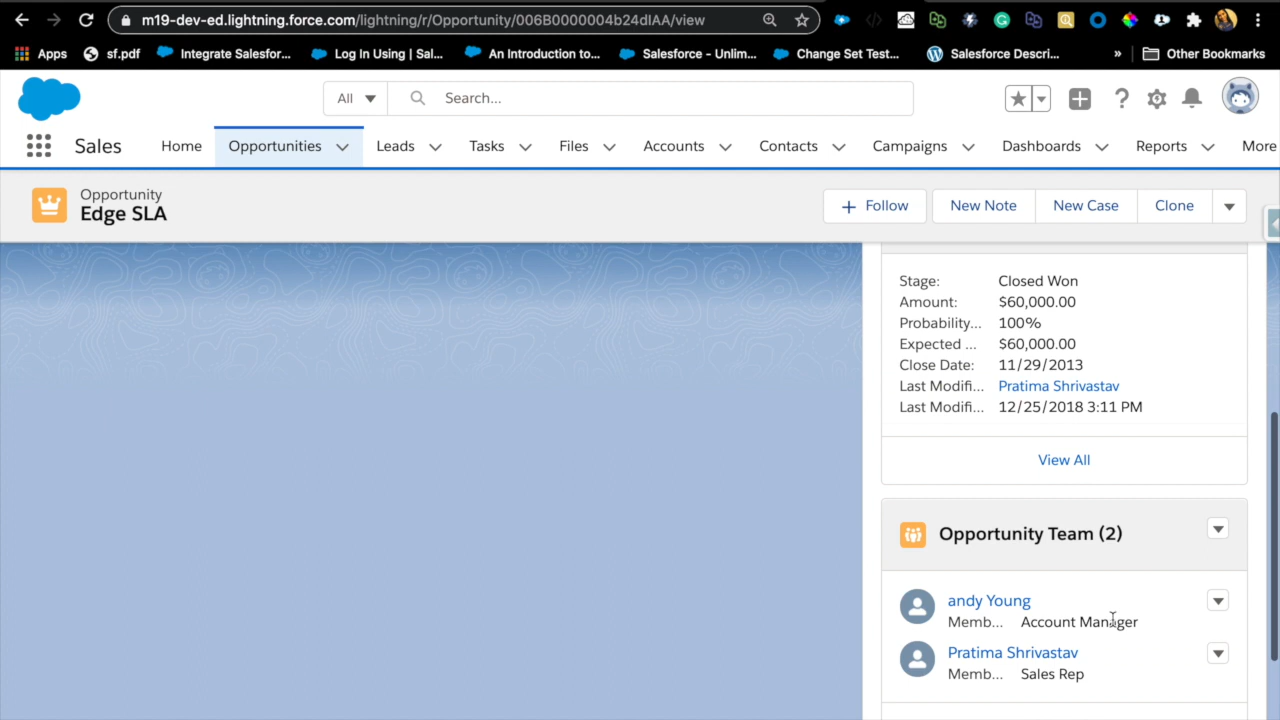 m19-dev-ed.lightning.force.com/lightning/r/Opportunity/006B0000004b24dIAA/view
Apps sf.pdf Integrate Salesfor... Log In Using | Sal... An Introduction to... Salesforce – Unlim... Change Set Test... Salesforce Descri... » Other Bookmarks
All Search...
Sales Home Opportunities Leads Tasks Files Accounts Contacts Campaigns Dashboards Reports More
Opportunity
Edge SLA
+ Follow New Note New Case Clone
Stage: Closed Won
Amount: $60,000.00
Probability... 100%
Expected ... $60,000.00
Close Date: 11/29/2013
Last Modifi... Pratima Shrivastav
Last Modifi... 12/25/2018 3:11 PM
View All
Opportunity Team (2)
andy Young
Memb... Account Manager
Pratima Shrivastav
Memb... Sales Rep